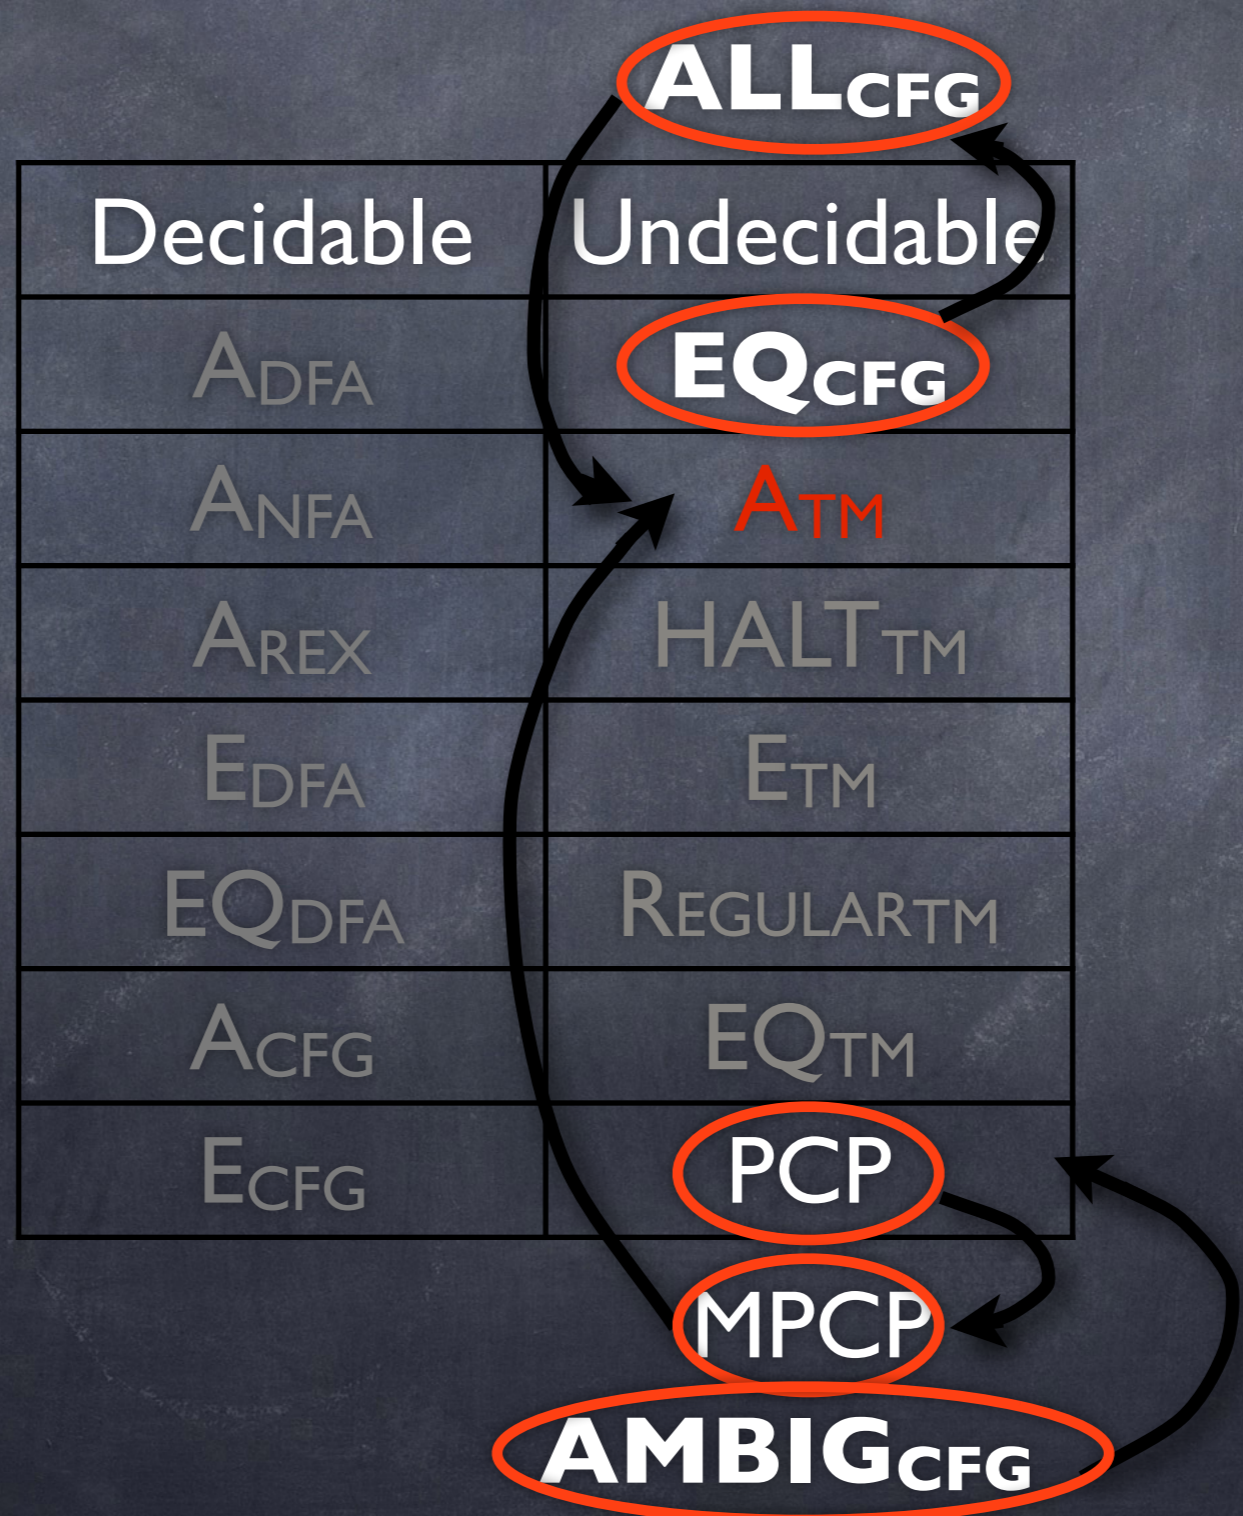 ALLCFG
Decidable Undecidable
ADFA EQCFG
ANFA ATM
AREX HALTTM
EDFA ETM
EQDFA REGULARTM
ACFG EQTM
ECFG PCP
MPCP
AMBIGCFG